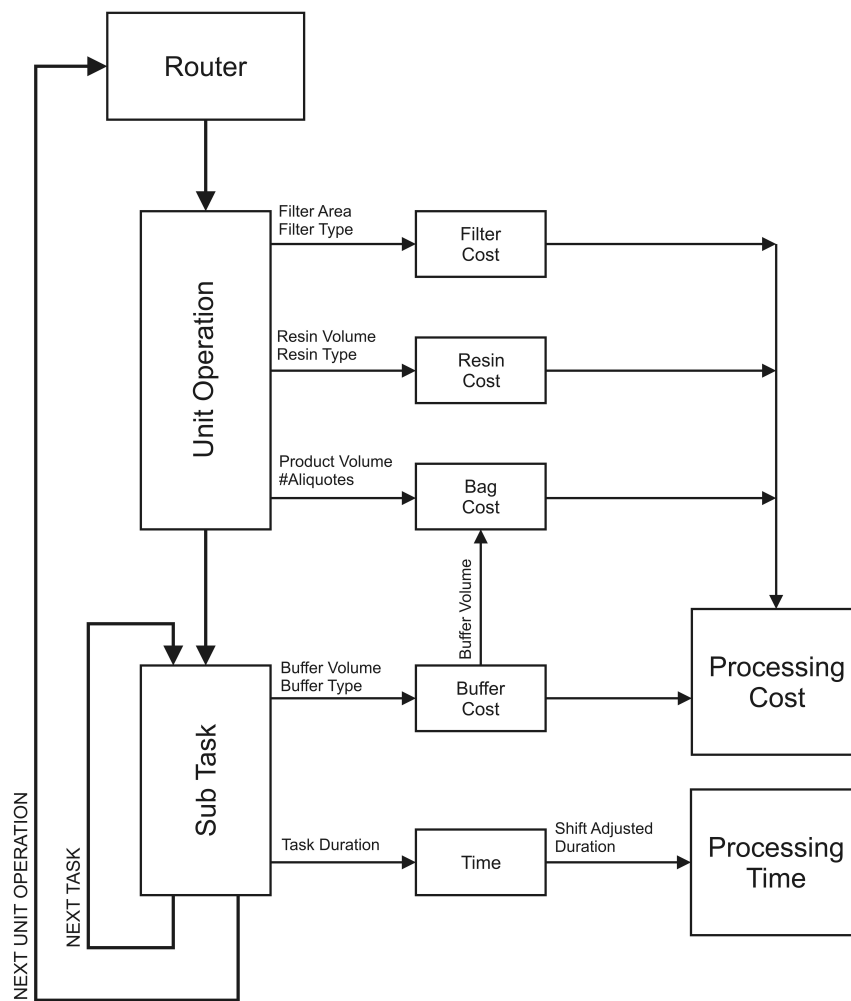 Router
Unit Operation
Filter Area
Filter Type
Filter
Cost
Resin Volume
Resin Type
Resin
Cost
Product Volume
#Aliquotes
Bag
Cost
Buffer Volume
Sub Task
Buffer Volume
Buffer Type
Buffer
Cost
Processing
Cost
Task Duration
Time
Shift Adjusted
Duration
Processing
Time
NEXT TASK
NEXT UNIT OPERATION